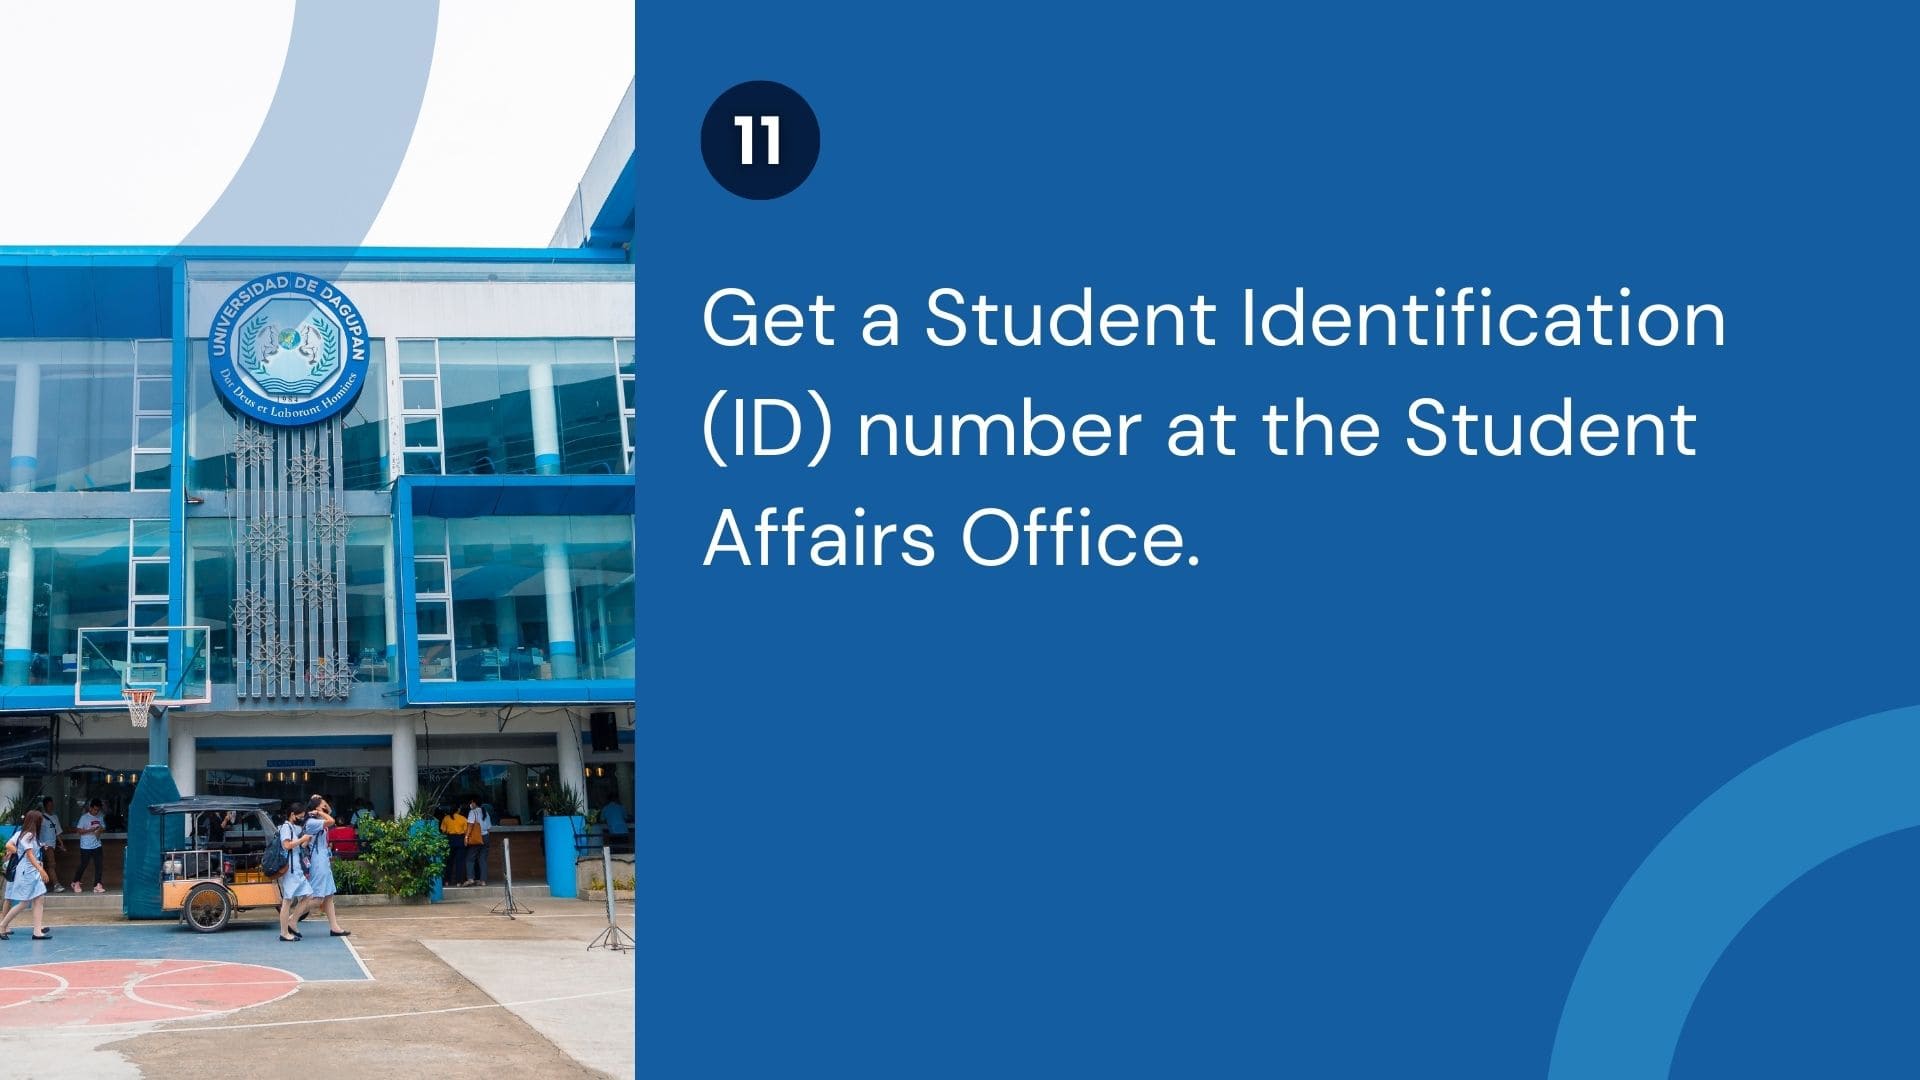 UNIVERSIDAD DE DAGUPAN
1984
Dat Deus et Laborant Homines
11
Get a Student Identification
(ID) number at the Student
Affairs Office.